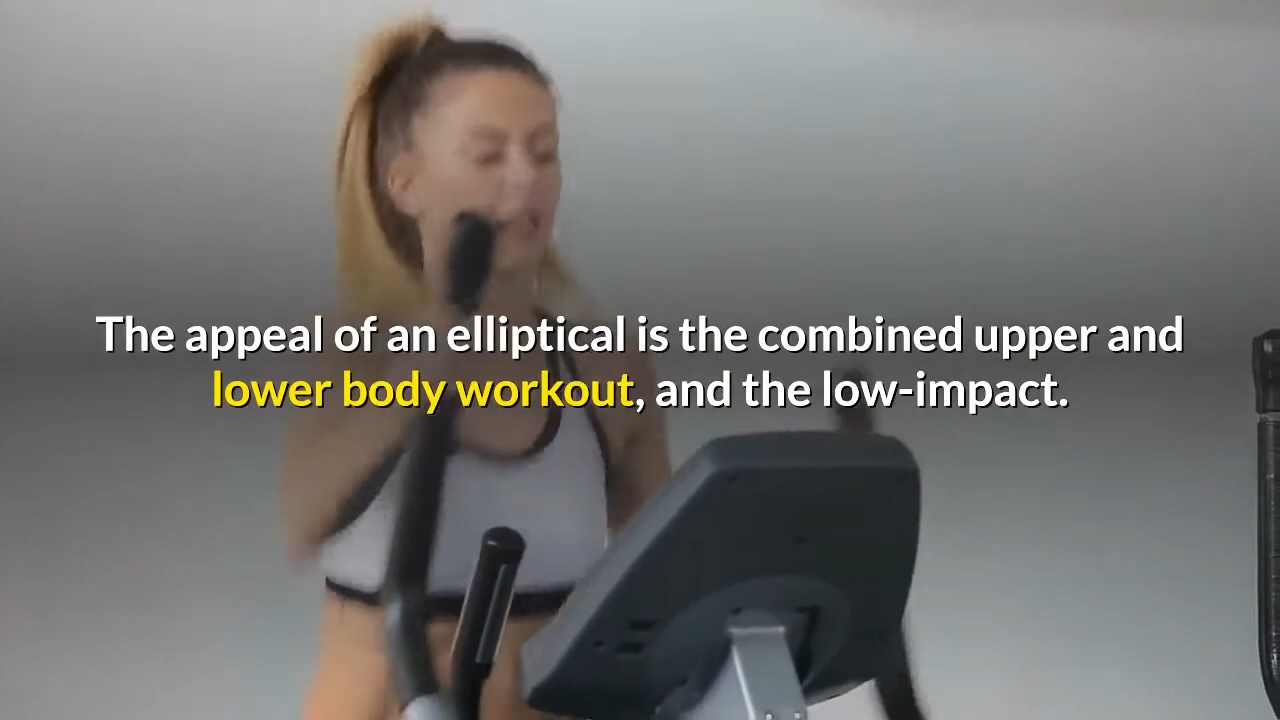 The appeal of an elliptical is the combined upper and
lower body workout, and the low-impact.